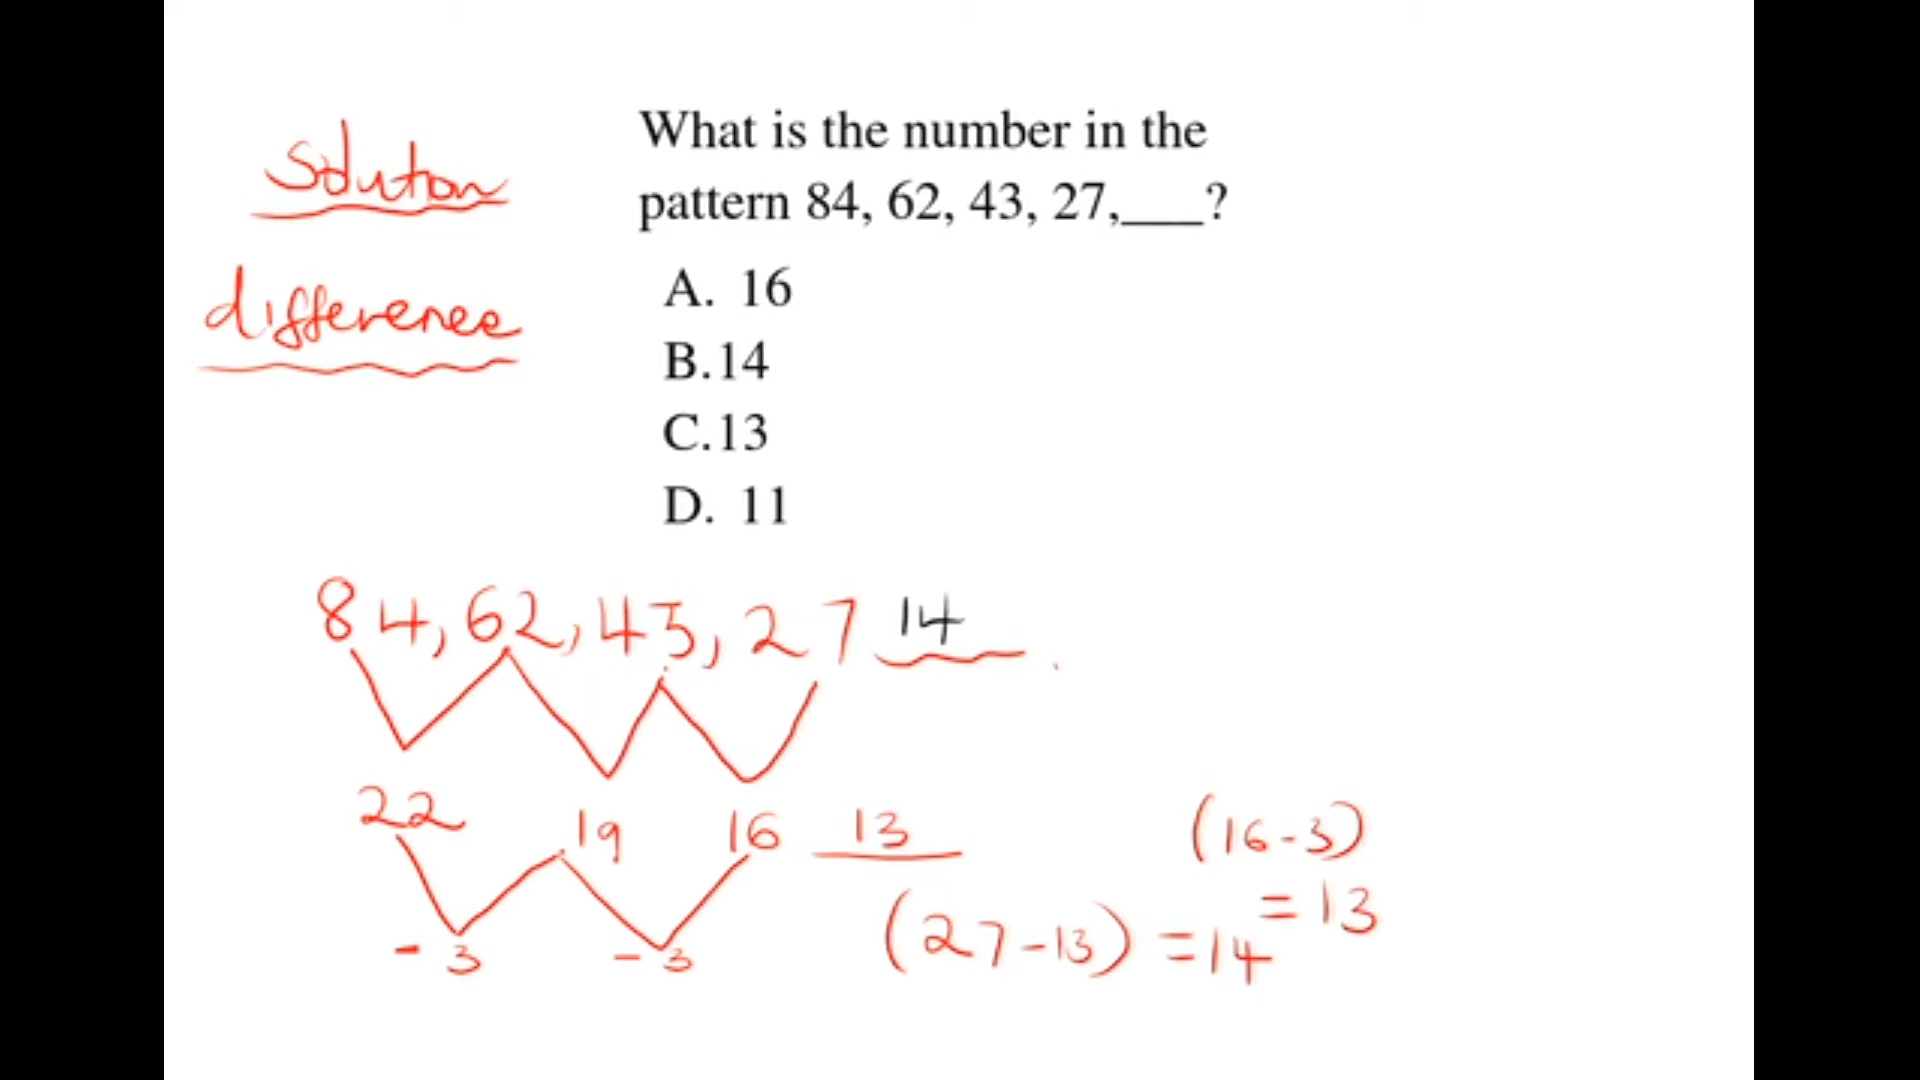 Solution
difference
What is the number in the
pattern 84, 62, 43, 27,___?
A. 16
B.14
C.13
D. 11
84, 62, 43, 27 14
22 19 16 13
(16-3)
= 13
-3 -3
(27-13) = 14